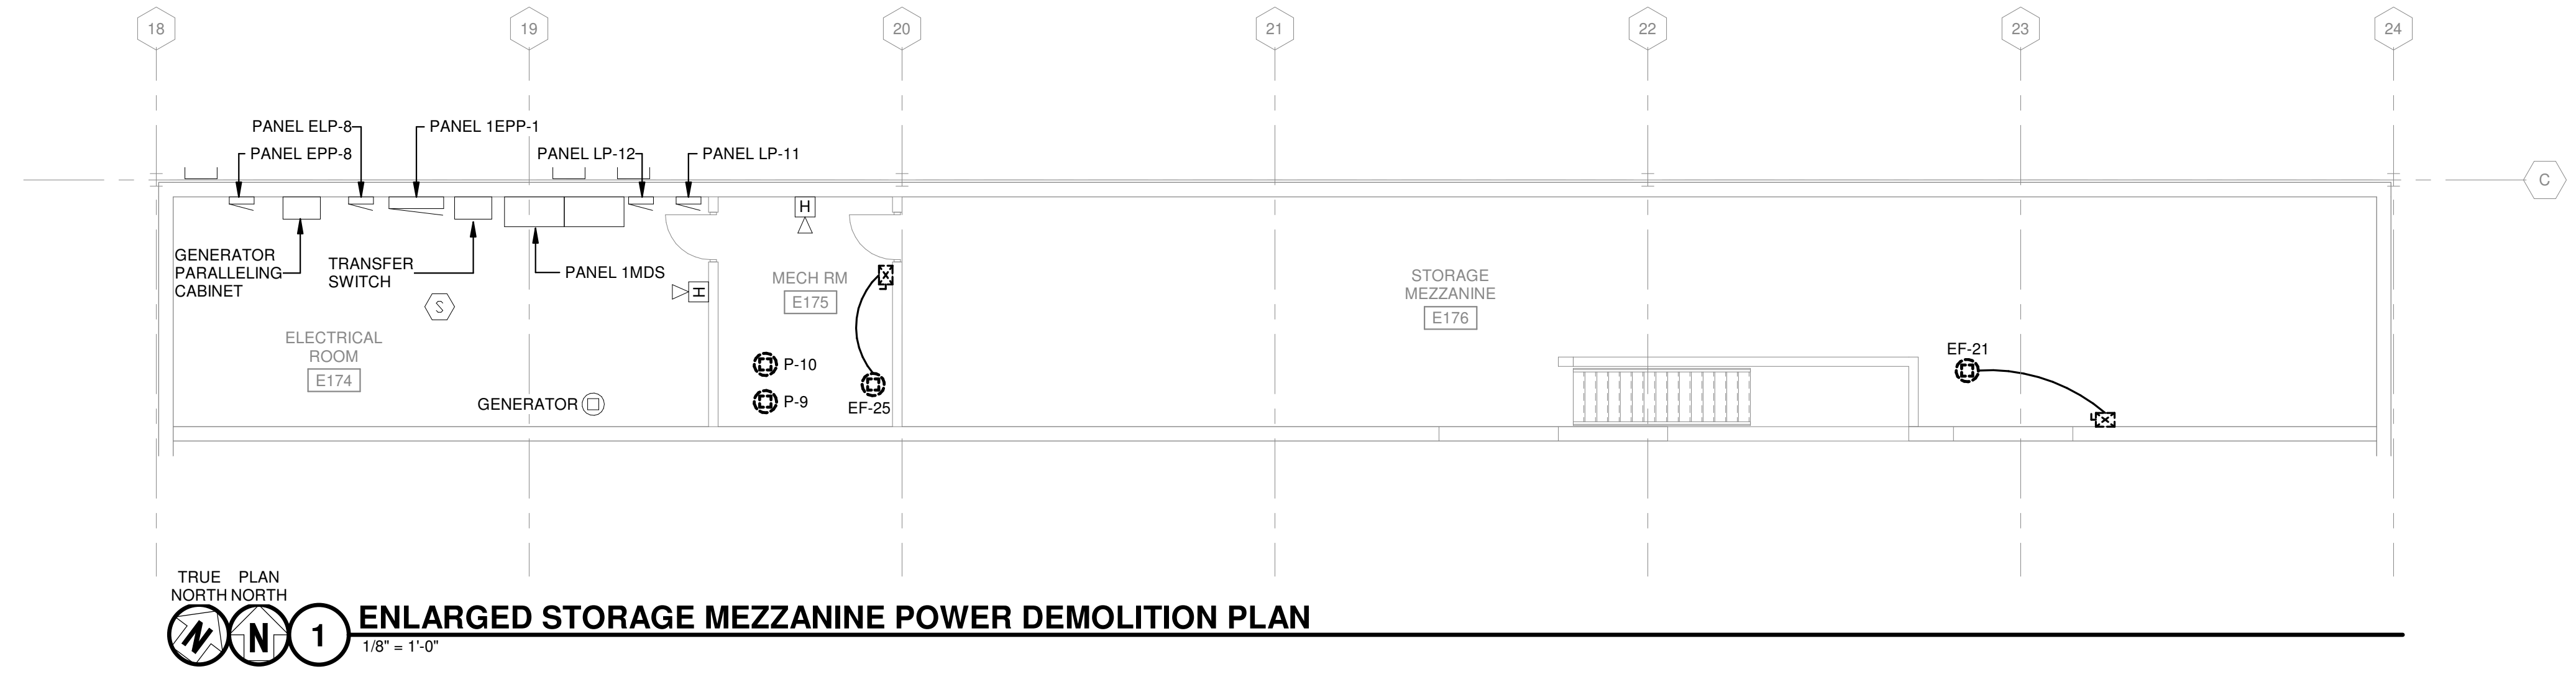 18 19 20 21 22 23 24
PANEL ELP-8 PANEL 1EPP-1
PANEL EPP-8 PANEL LP-12 PANEL LP-11
C
H
GENERATOR
PARALLELING
CABINET
TRANSFER
SWITCH
PANEL 1MDS
S
H
MECH RM
E175
X
STORAGE
MEZZANINE
E176
ELECTRICAL
ROOM
E174
GENERATOR
P-10
P-9
EF-25
EF-21
X
TRUE
NORTH
PLAN
NORTH
N
N
1
ENLARGED STORAGE MEZZANINE POWER DEMOLITION PLAN
1/8" = 1'-0"